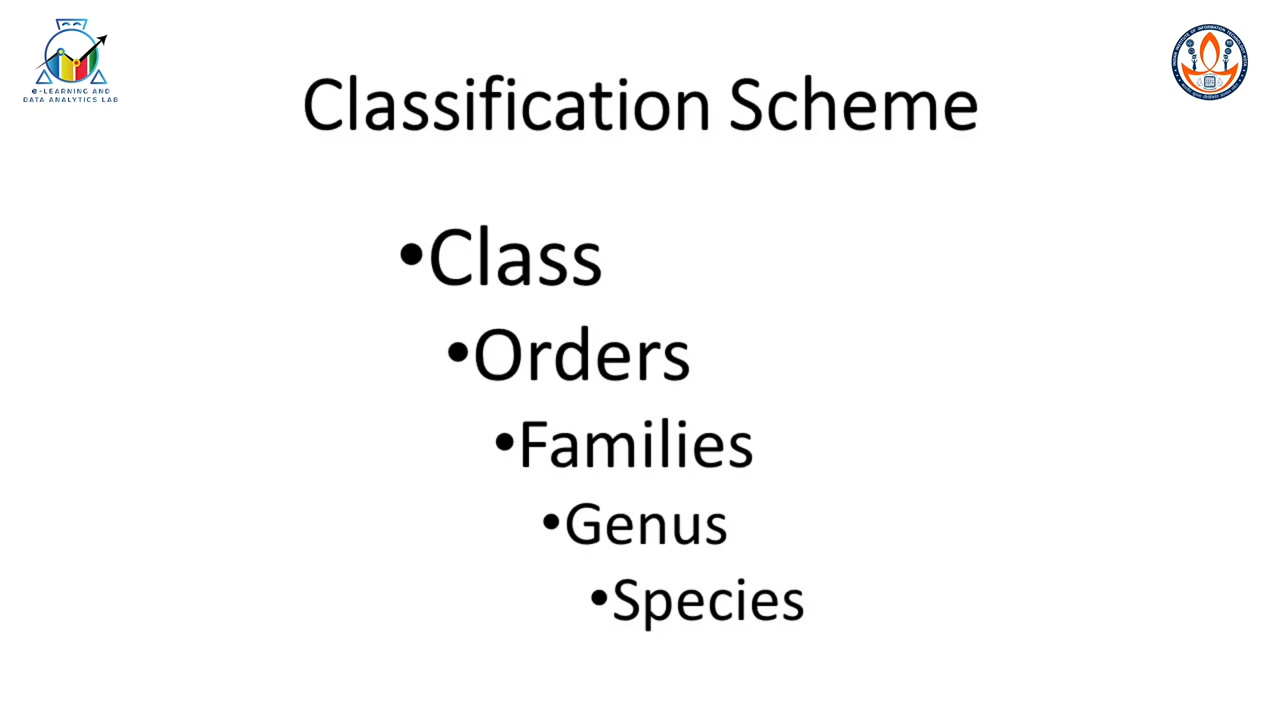 e-LEARNING AND
DATA ANALYTICS LAB
Classification Scheme
•Class
•Orders
•Families
•Genus
•Species